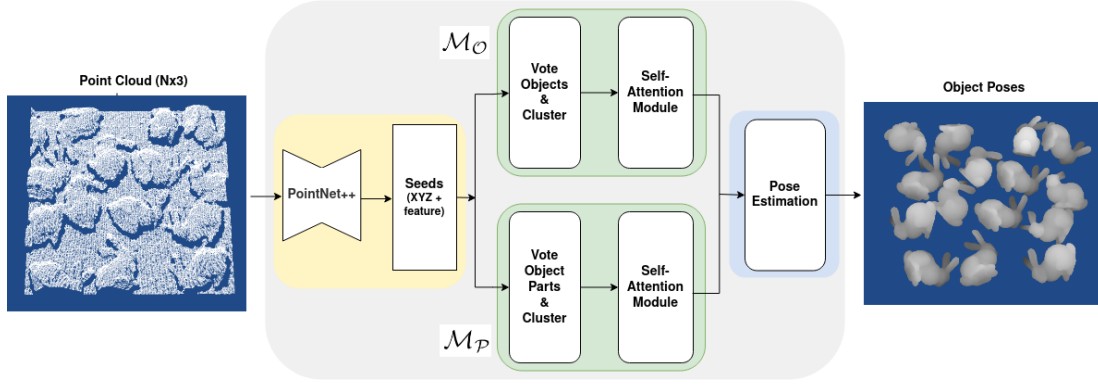 Point Cloud (Nx3)
PointNet++
Seeds
(XYZ +
feature)
M_O
Vote
Objects
&
Cluster
Self-
Attention
Module
Vote
Object
Parts
&
Cluster
Self-
Attention
Module
M_P
Pose
Estimation
Object Poses